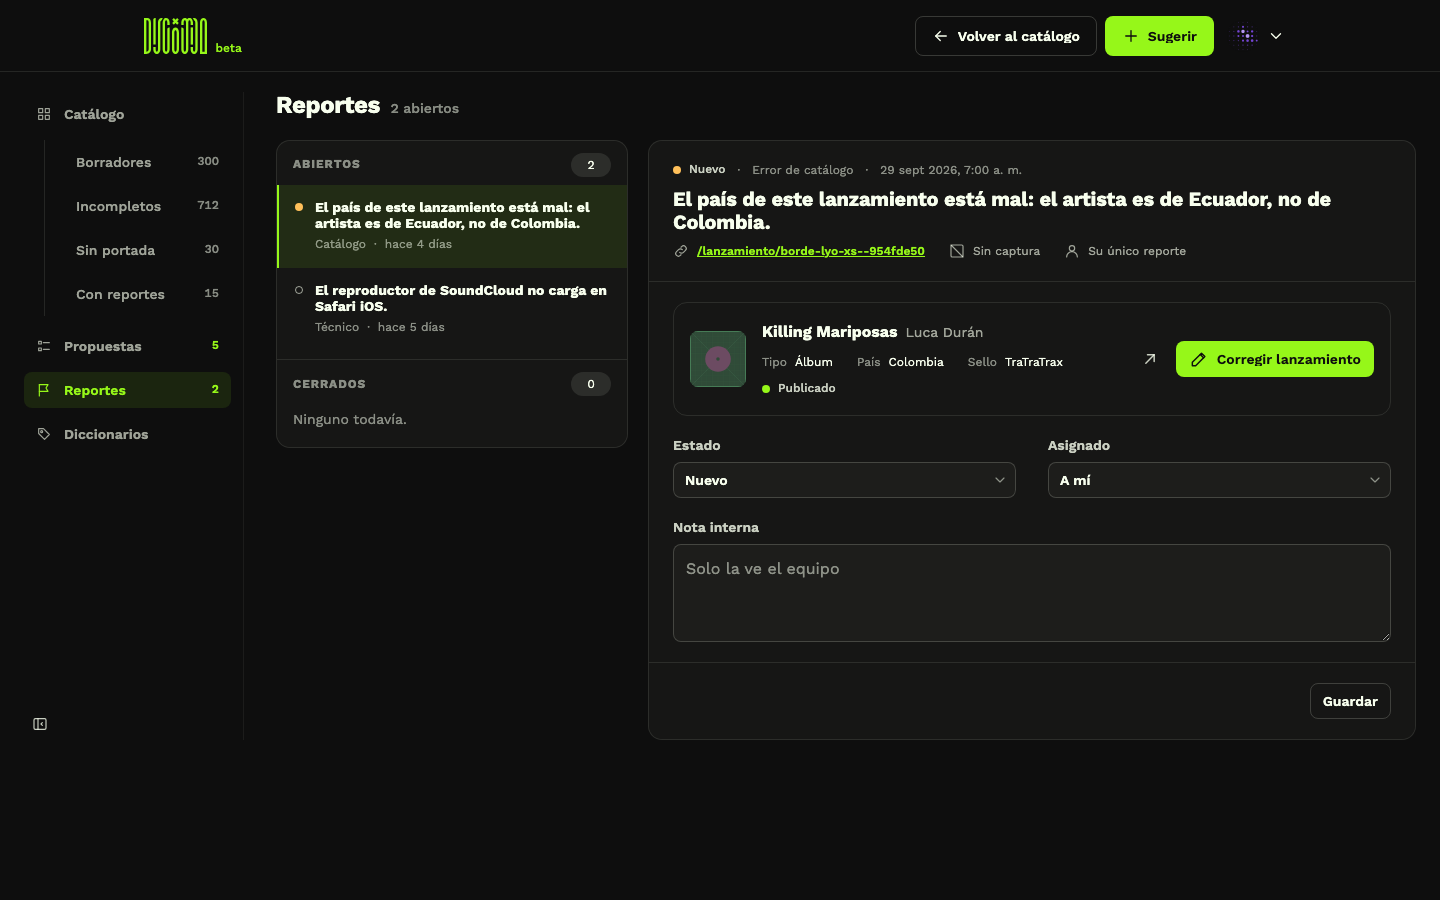 beta
Volver al catálogo
Sugerir
Catálogo
Borradores 300
Incompletos 712
Sin portada 30
Con reportes 15
Propuestas 5
Reportes 2
Diccionarios
Reportes 2 abiertos
ABIERTOS 2
El país de este lanzamiento está mal: el
artista es de Ecuador, no de Colombia.
Catálogo · hace 4 días
El reproductor de SoundCloud no carga en
Safari iOS.
Técnico · hace 5 días
CERRADOS 0
Ninguno todavía.
Nuevo · Error de catálogo · 29 sept 2026, 7:00 a. m.
El país de este lanzamiento está mal: el artista es de Ecuador, no de
Colombia.
/lanzamiento/borde-lyo-xs--954fde50 Sin captura Su único reporte
Killing Mariposas Luca Durán
Tipo Álbum País Colombia Sello TraTraTrax
Publicado
Corregir lanzamiento
Estado
Nuevo
Asignado
A mí
Nota interna
Solo la ve el equipo
Guardar